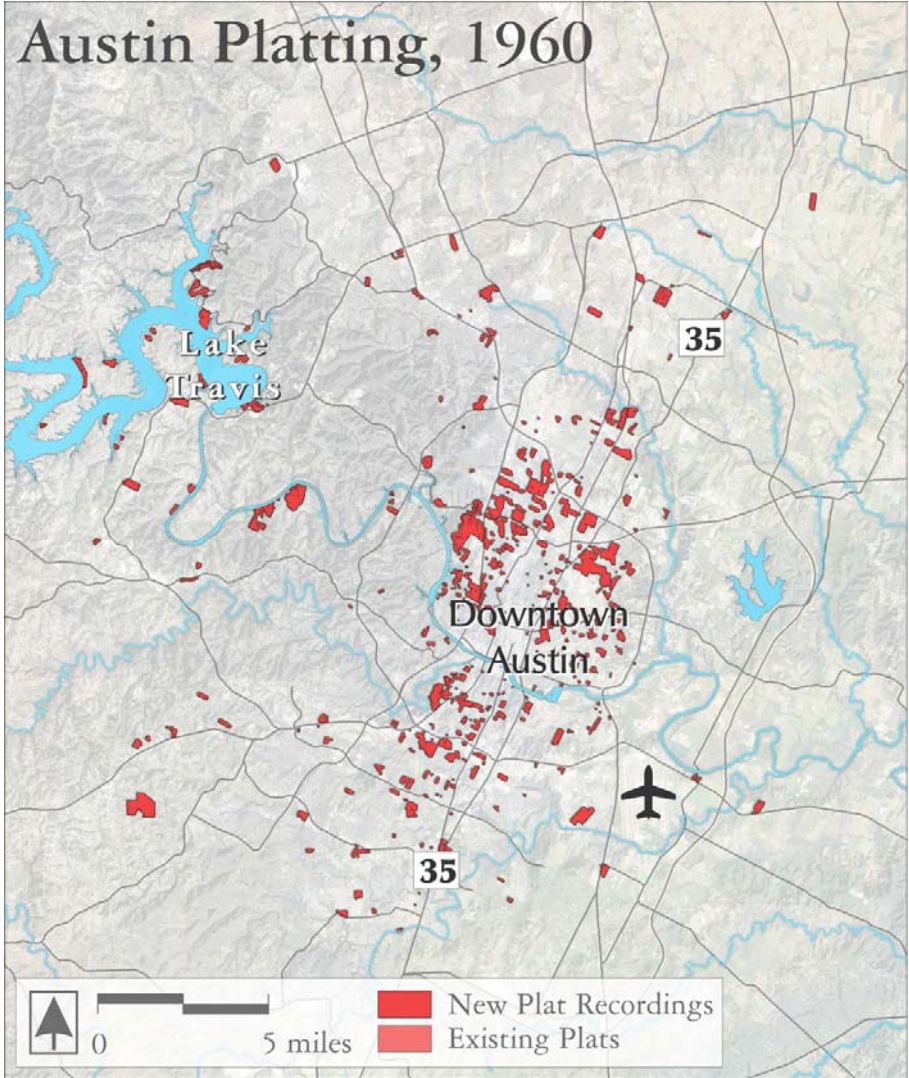 Austin Platting, 1960
35
Lake
Travis
Downtown
Austin
35
New Plat Recordings
0 5 miles
Existing Plats